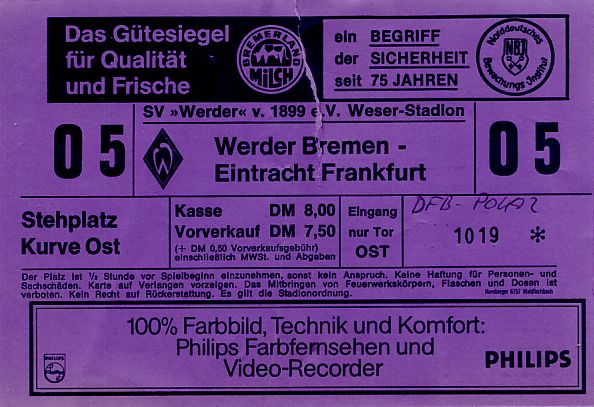 Das Gütesiegel
für Qualität
und Frische
BREMERLAND
MILCH
ein BEGRIFF
der SICHERHEIT
seit 75 JAHREN
Norddeutsches
NBI
Bewachungs-Institut
SV »Werder« v. 1899 e.V. Weser-Stadion
05
Werder Bremen -
Eintracht Frankfurt
05
Stehplatz
Kurve Ost
Kasse DM 8,00
Vorverkauf DM 7,50
(+ DM 0,50 Vorverkaufsgebühr)
einschließlich MWSt. und Abgaben
Eingang
nur Tor
OST
DFB-POKAL
1019 *
Der Platz ist ½ Stunde vor Spielbeginn einzunehmen, sonst kein Anspruch. Keine Haftung für Personen- und
Sachschäden. Karte auf Verlangen vorzeigen. Das Mitbringen von Feuerwerkskörpern, Flaschen und Dosen ist
verboten. Kein Recht auf Rückerstattung. Es gilt die Stadionordnung.
Homberger 6757 Waldfischbach
100% Farbbild, Technik und Komfort:
Philips Farbfernsehen und
Video-Recorder
PHILIPS
PHILIPS